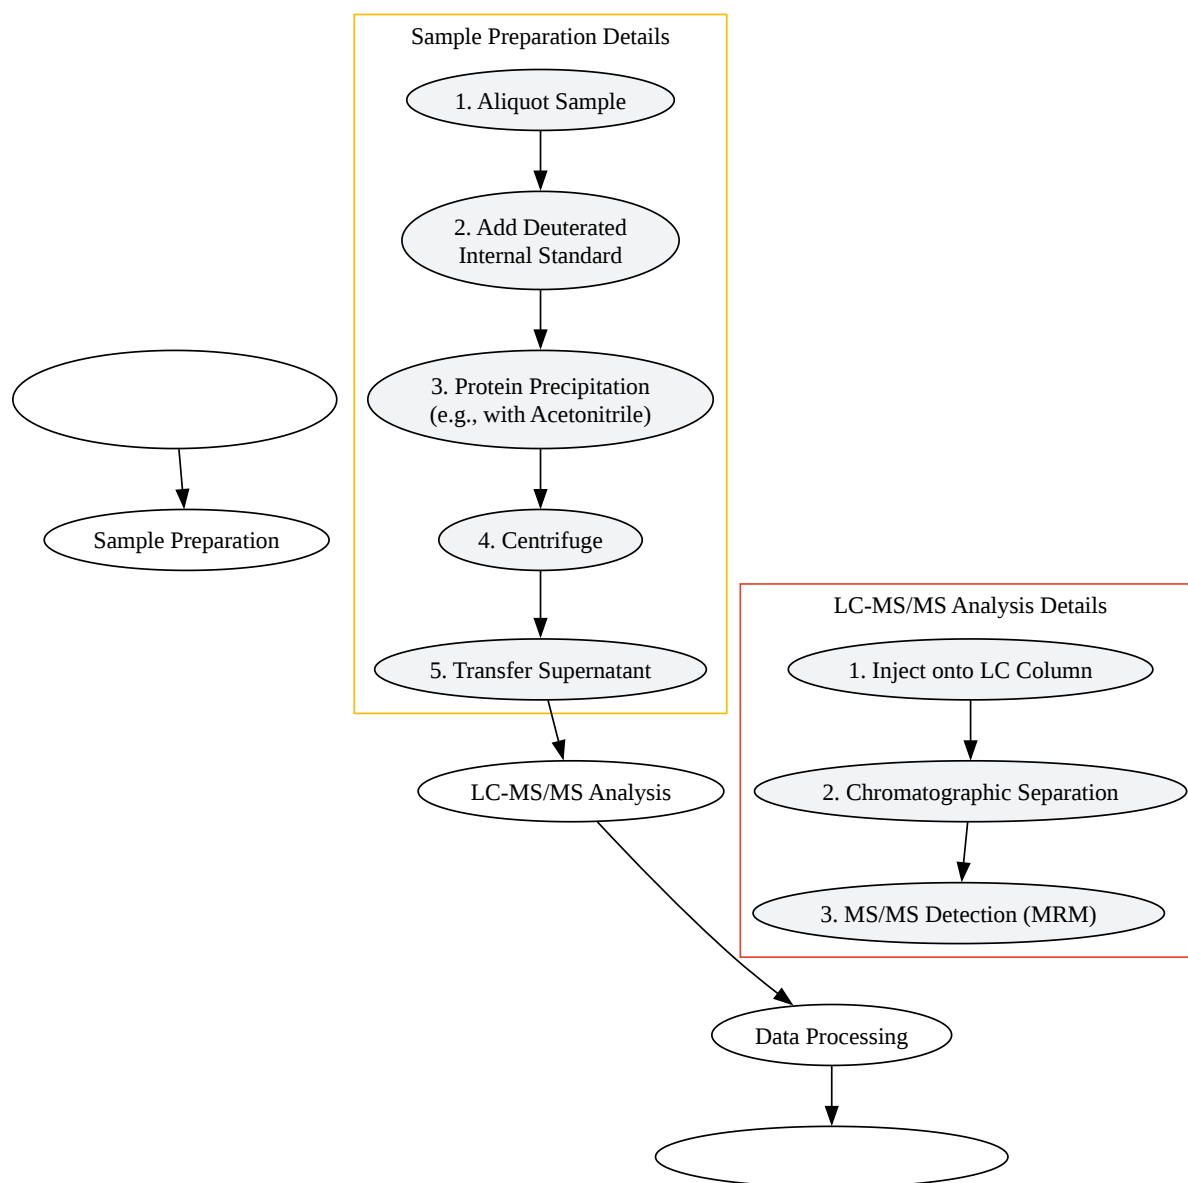 Sample Preparation Details
1. Aliquot Sample
2. Add Deuterated
Internal Standard
3. Protein Precipitation
(e.g., with Acetonitrile)
4. Centrifuge
5. Transfer Supernatant
Sample Preparation
LC-MS/MS Analysis
LC-MS/MS Analysis Details
1. Inject onto LC Column
2. Chromatographic Separation
3. MS/MS Detection (MRM)
Data Processing